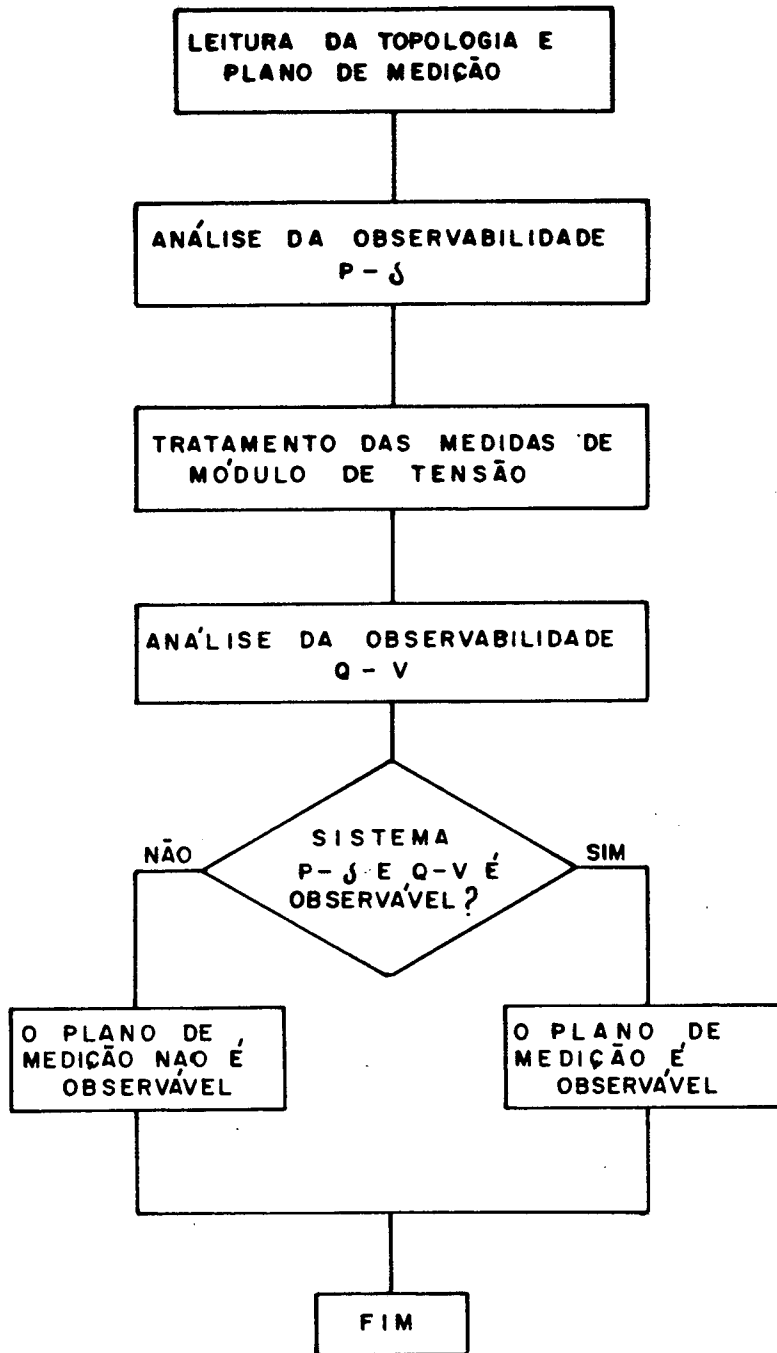 LEITURA DA TOPOLOGIA E
PLANO DE MEDIÇÃO
ANÁLISE DA OBSERVABILIDADE
P - δ
TRATAMENTO DAS MEDIDAS DE
MÓDULO DE TENSÃO
ANÁLISE DA OBSERVABILIDADE
Q - V
SISTEMA
P-δ E Q-V É
OBSERVÁVEL?
NÃO
SIM
O PLANO DE
MEDIÇÃO NÃO É
OBSERVÁVEL
O PLANO DE
MEDIÇÃO É
OBSERVÁVEL
FIM